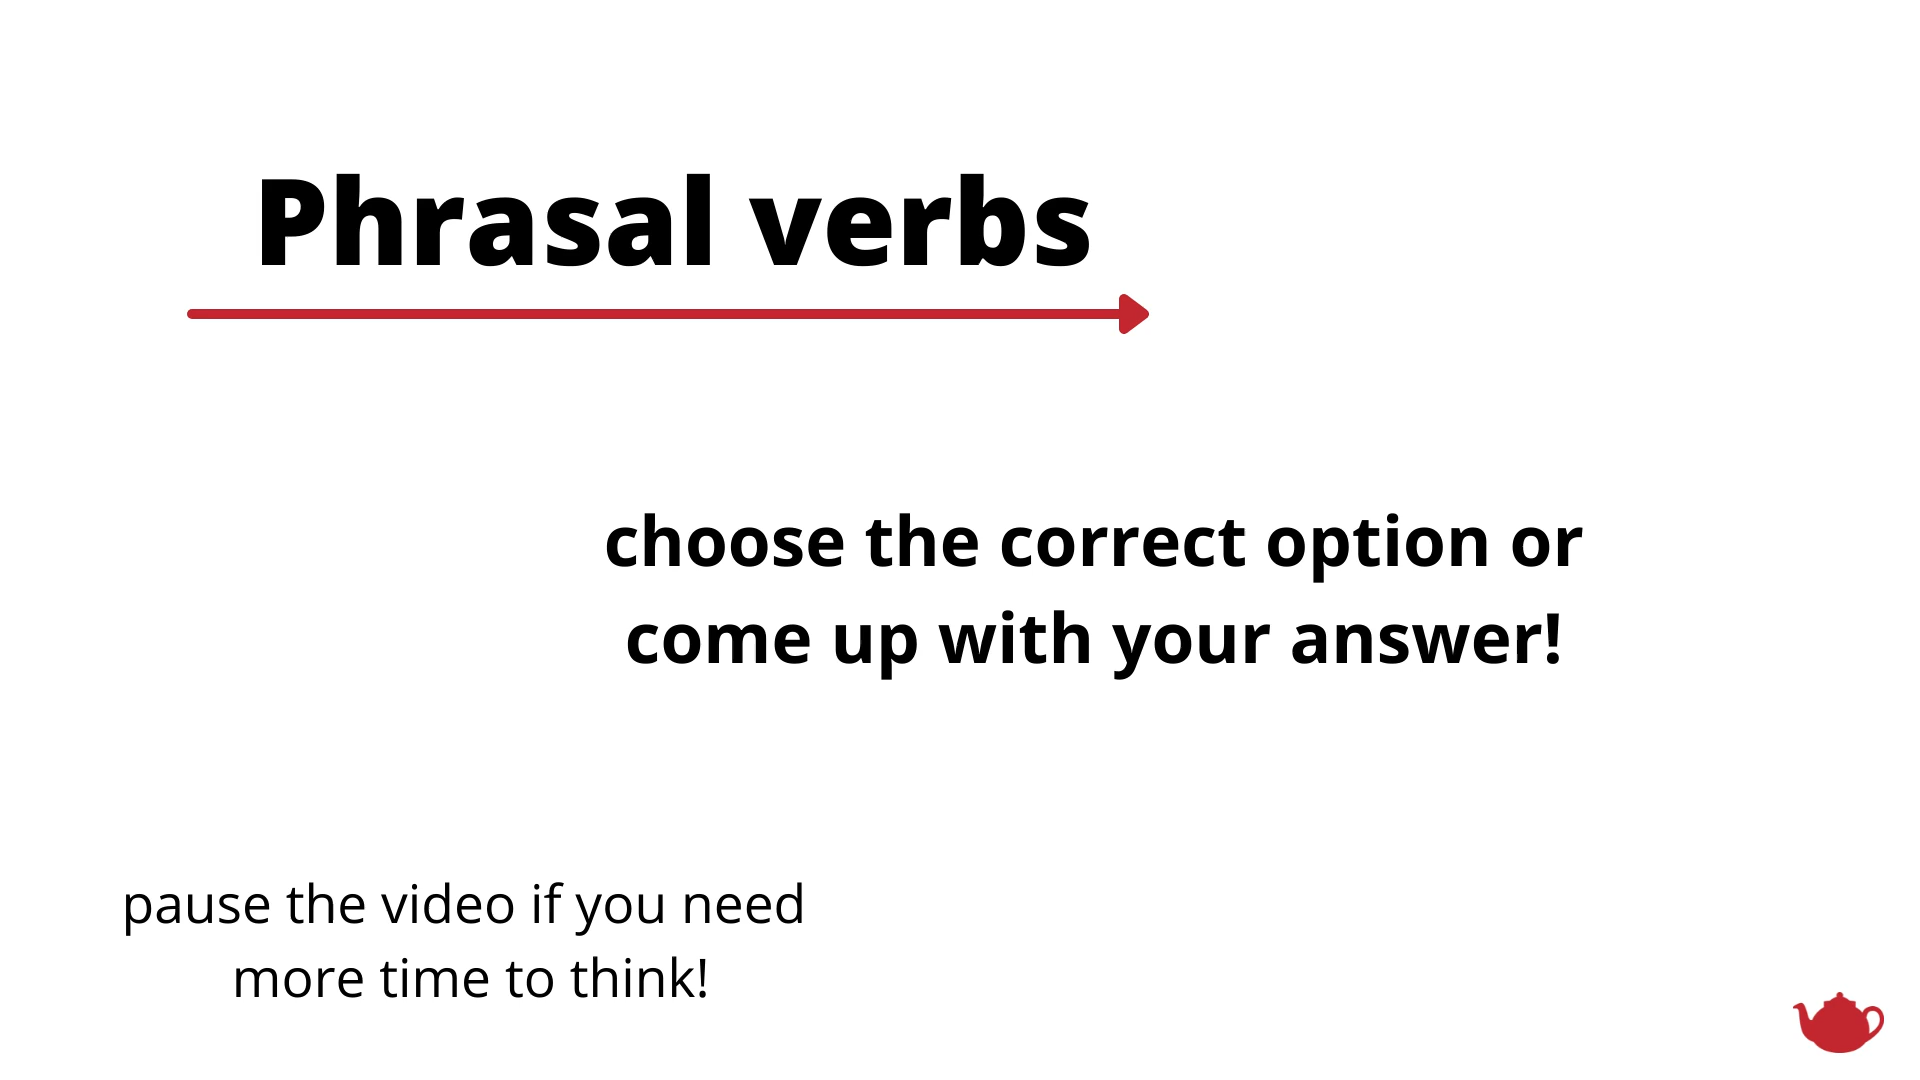 Phrasal verbs
choose the correct option or
come up with your answer!
pause the video if you need
more time to think!